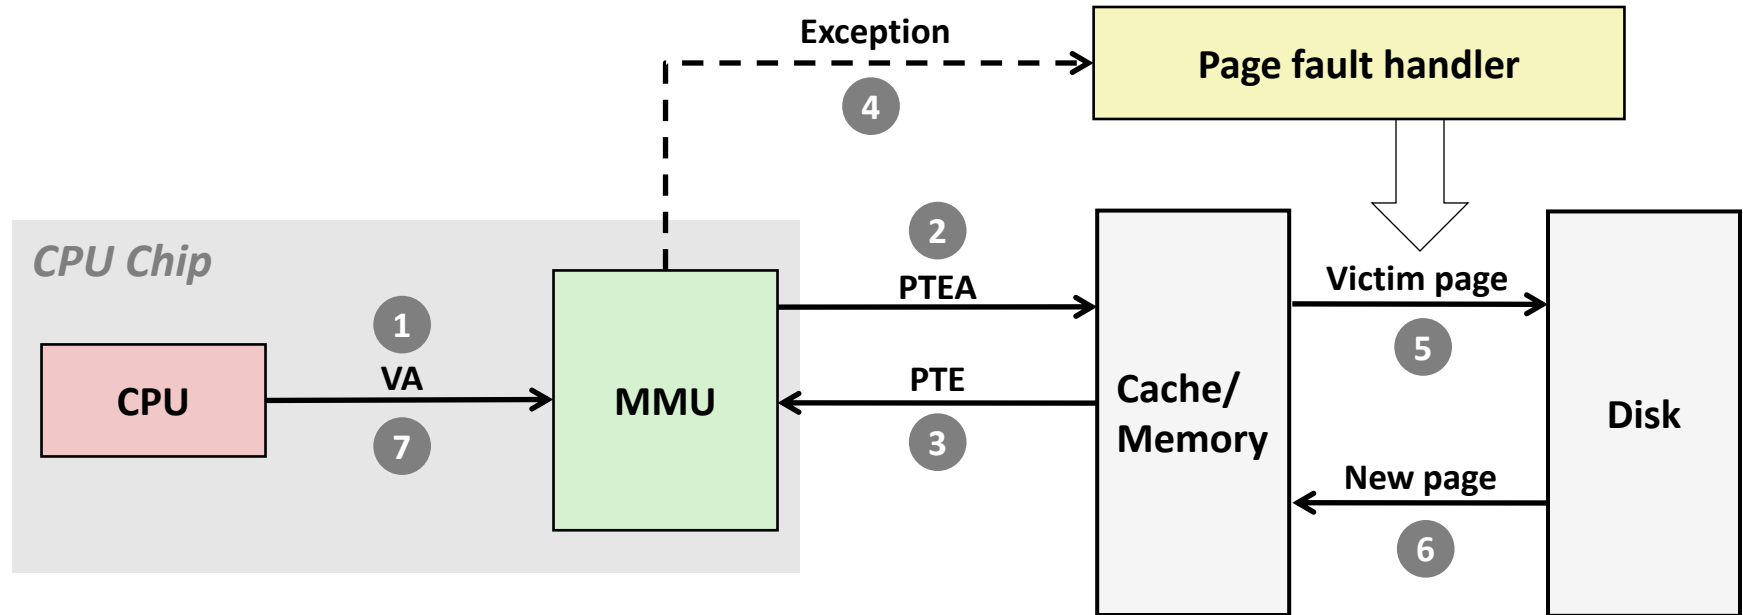 Exception
Page fault handler
4
2
CPU Chip
PTEA
Victim page
1
5
VA
CPU
MMU
PTE
Cache/
Memory
Disk
7
3
New page
6